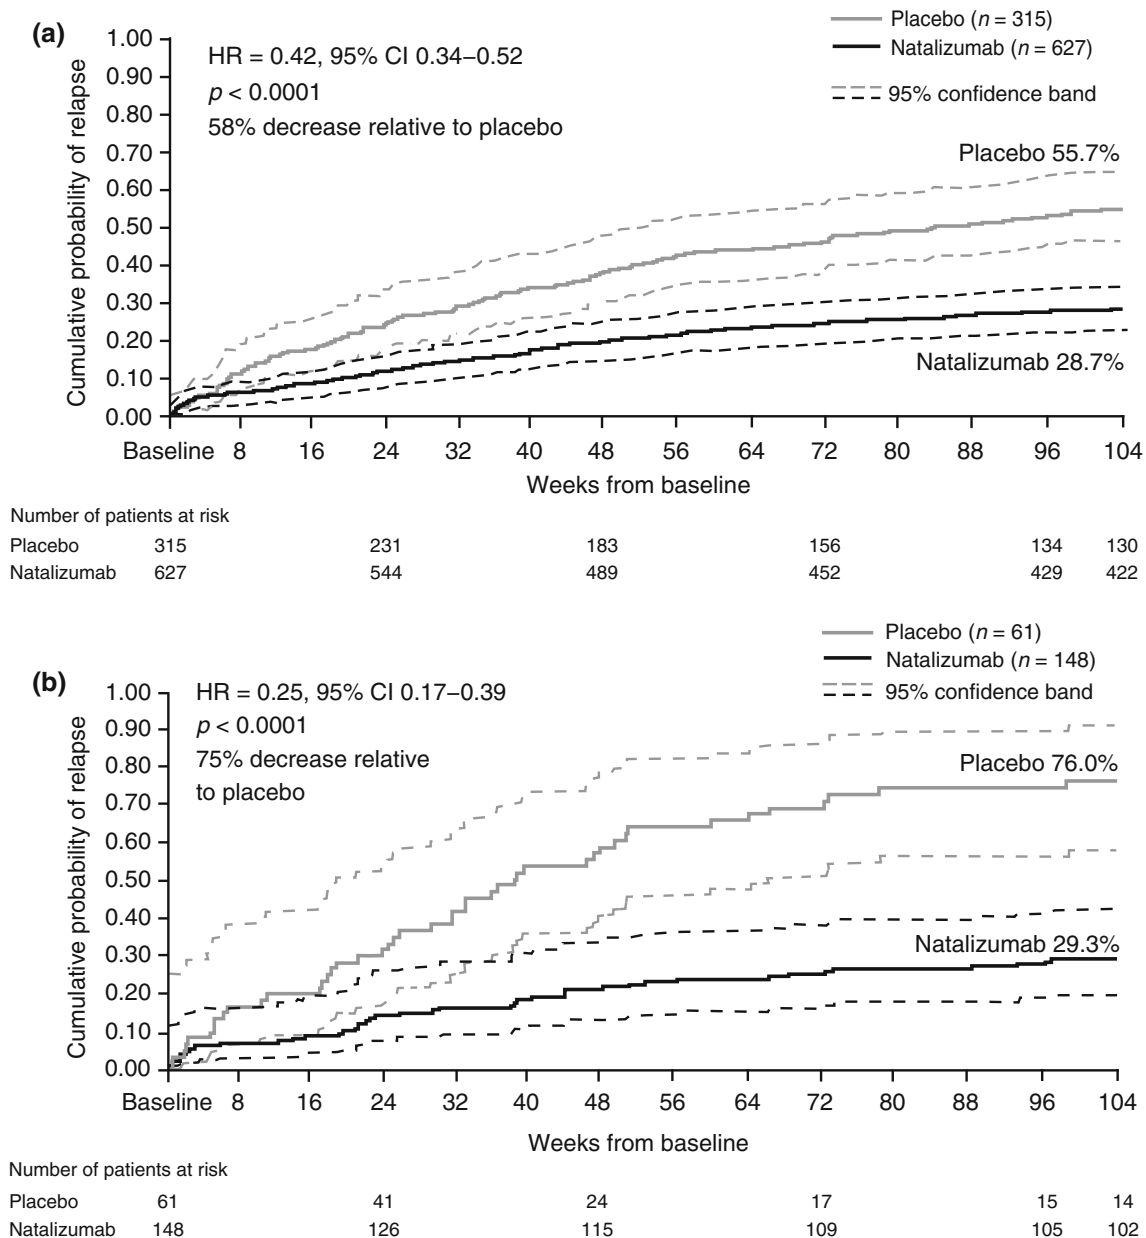 (a)
Placebo (n = 315)
Natalizumab (n = 627)
95% confidence band
HR = 0.42, 95% CI 0.34–0.52
p < 0.0001
58% decrease relative to placebo
Cumulative probability of relapse
1.00
0.90
0.80
0.70
0.60
0.50
0.40
0.30
0.20
0.10
0.00
Placebo 55.7%
Natalizumab 28.7%
Baseline 8 16 24 32 40 48 56 64 72 80 88 96 104
Weeks from baseline
Number of patients at risk
Placebo 315 231 183 156 134 130
Natalizumab 627 544 489 452 429 422
(b)
Placebo (n = 61)
Natalizumab (n = 148)
95% confidence band
HR = 0.25, 95% CI 0.17–0.39
p < 0.0001
75% decrease relative
to placebo
Cumulative probability of relapse
1.00
0.90
0.80
0.70
0.60
0.50
0.40
0.30
0.20
0.10
0.00
Placebo 76.0%
Natalizumab 29.3%
Baseline 8 16 24 32 40 48 56 64 72 80 88 96 104
Weeks from baseline
Number of patients at risk
Placebo 61 41 24 17 15 14
Natalizumab 148 126 115 109 105 102